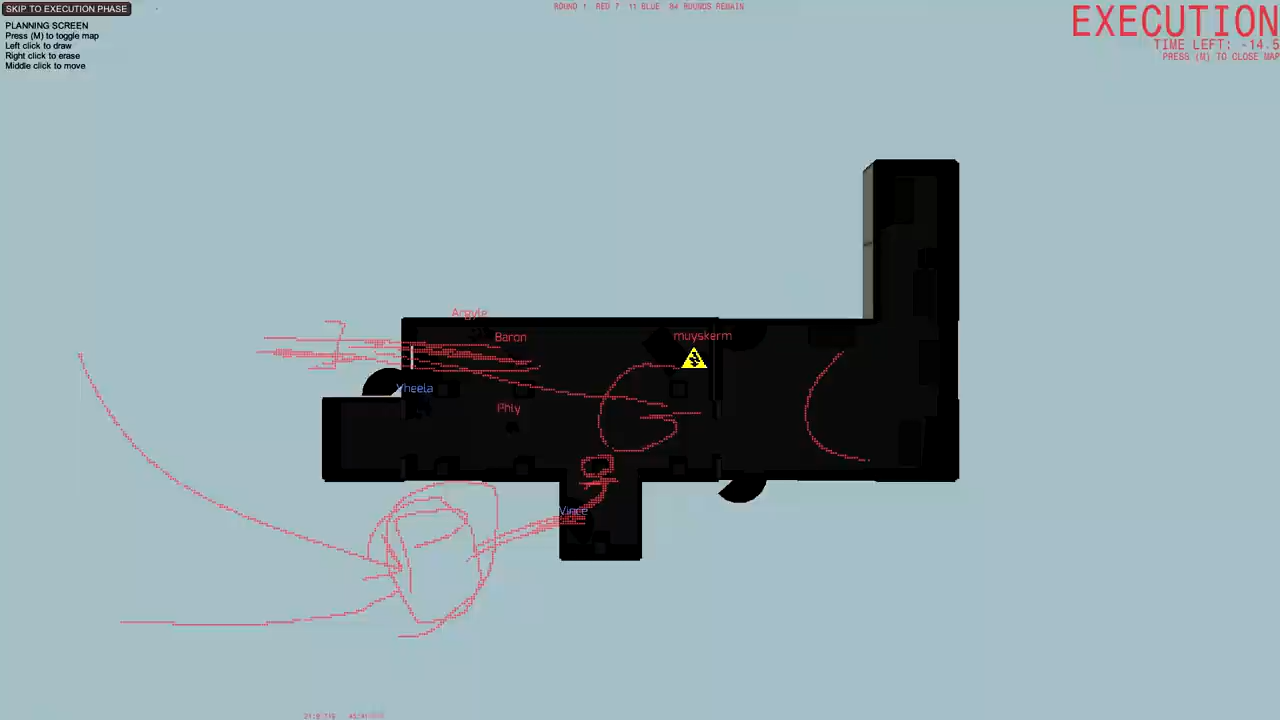 SKIP TO EXECUTION PHASE
PLANNING SCREEN
Press (M) to toggle map
Left click to draw
Right click to erase
Middle click to move
ROUND 1 RED 7 11 BLUE 84 ROUNDS REMAIN
EXECUTION
TIME LEFT: -14.5
PRESS (M) TO CLOSE MAP
Argyle
Baron
muyskerm
Vheela
Phly
Vince